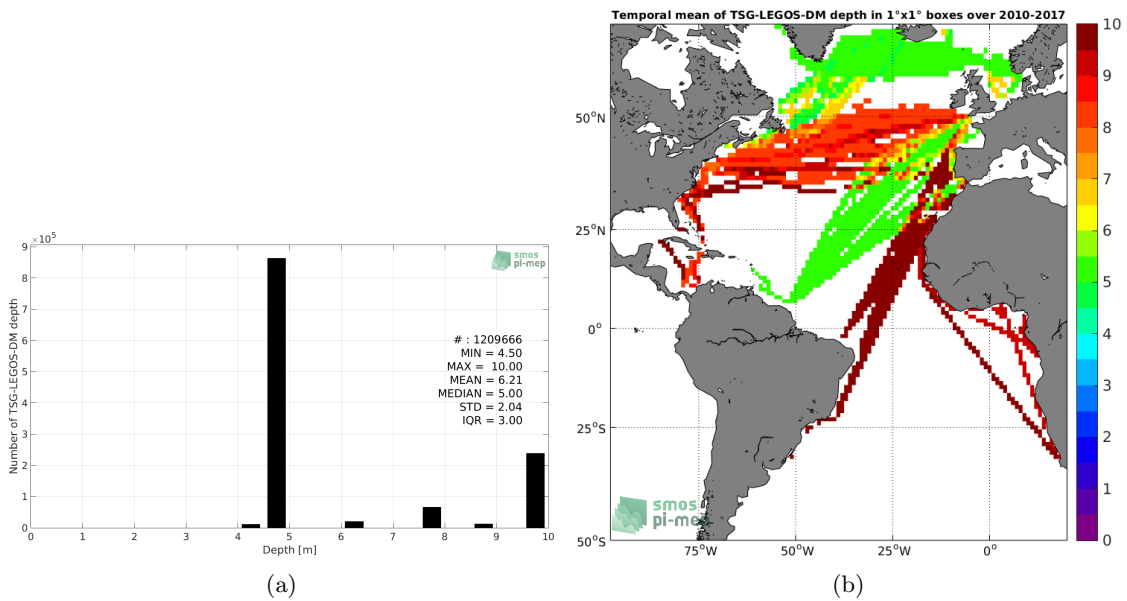 ×10⁵
9
8
7
6
5
4
3
2
1
0
Number of TSG-LEGOS-DM depth
smos
pi-mep
# : 1209666
MIN = 4.50
MAX = 10.00
MEAN = 6.21
MEDIAN = 5.00
STD = 2.04
IQR = 3.00
0 1 2 3 4 5 6 7 8 9 10
Depth [m]
(a)
Temporal mean of TSG-LEGOS-DM depth in 1°x1° boxes over 2010-2017
50°N
25°N
0°
25°S
50°S
75°W 50°W 25°W 0°
smos
pi-mep
10
9
8
7
6
5
4
3
2
1
0
(b)